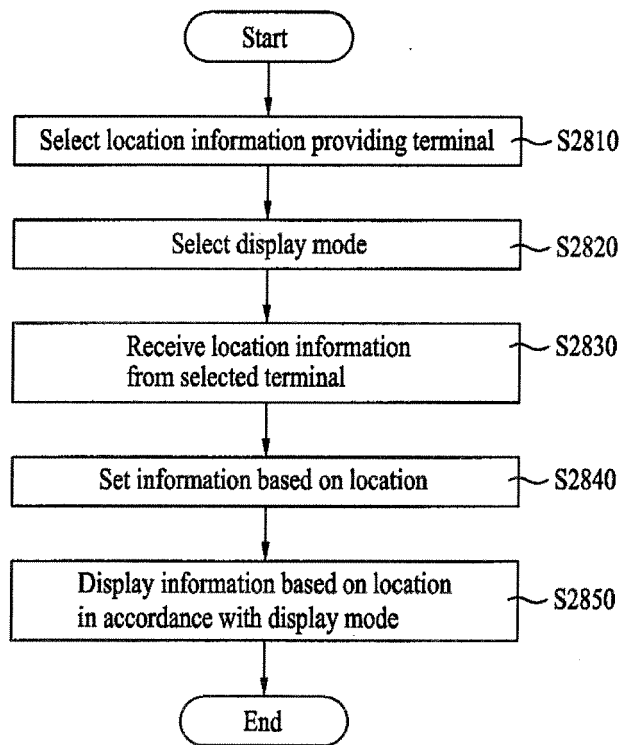 Start
Select location information providing terminal
S2810
Select display mode
S2820
Receive location information
from selected terminal
S2830
Set information based on location
S2840
Display information based on location
in accordance with display mode
S2850
End